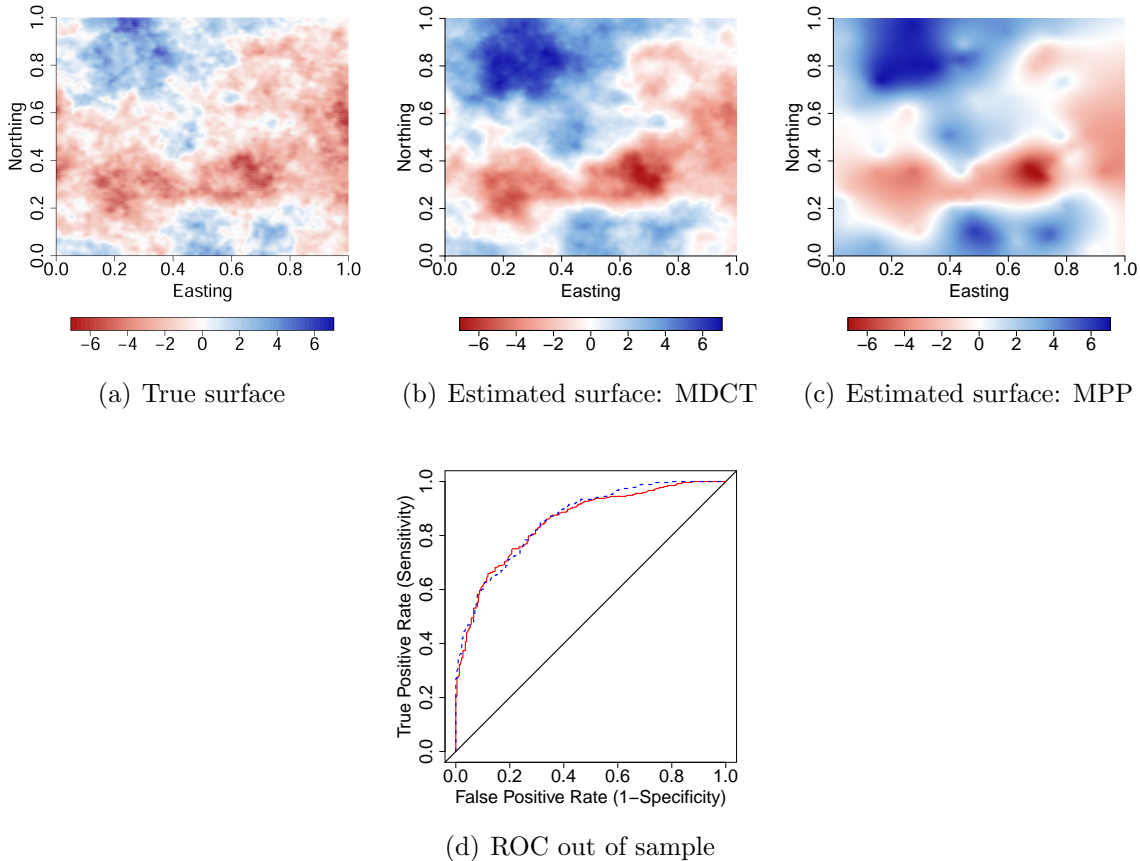 1.0
0.8
0.6
0.4
0.2
0.0
Northing
0.0 0.2 0.4 0.6 0.8 1.0
Easting
−6 −4 −2 0 2 4 6
(a) True surface
1.0
0.8
0.6
0.4
0.2
0.0
Northing
0.0 0.2 0.4 0.6 0.8 1.0
Easting
−6 −4 −2 0 2 4 6
(b) Estimated surface: MDCT
1.0
0.8
0.6
0.4
0.2
0.0
Northing
0.0 0.2 0.4 0.6 0.8 1.0
Easting
−6 −4 −2 0 2 4 6
(c) Estimated surface: MPP
1.0
0.8
0.6
0.4
0.2
0.0
True Positive Rate (Sensitivity)
0.0 0.2 0.4 0.6 0.8 1.0
False Positive Rate (1−Specificity)
(d) ROC out of sample